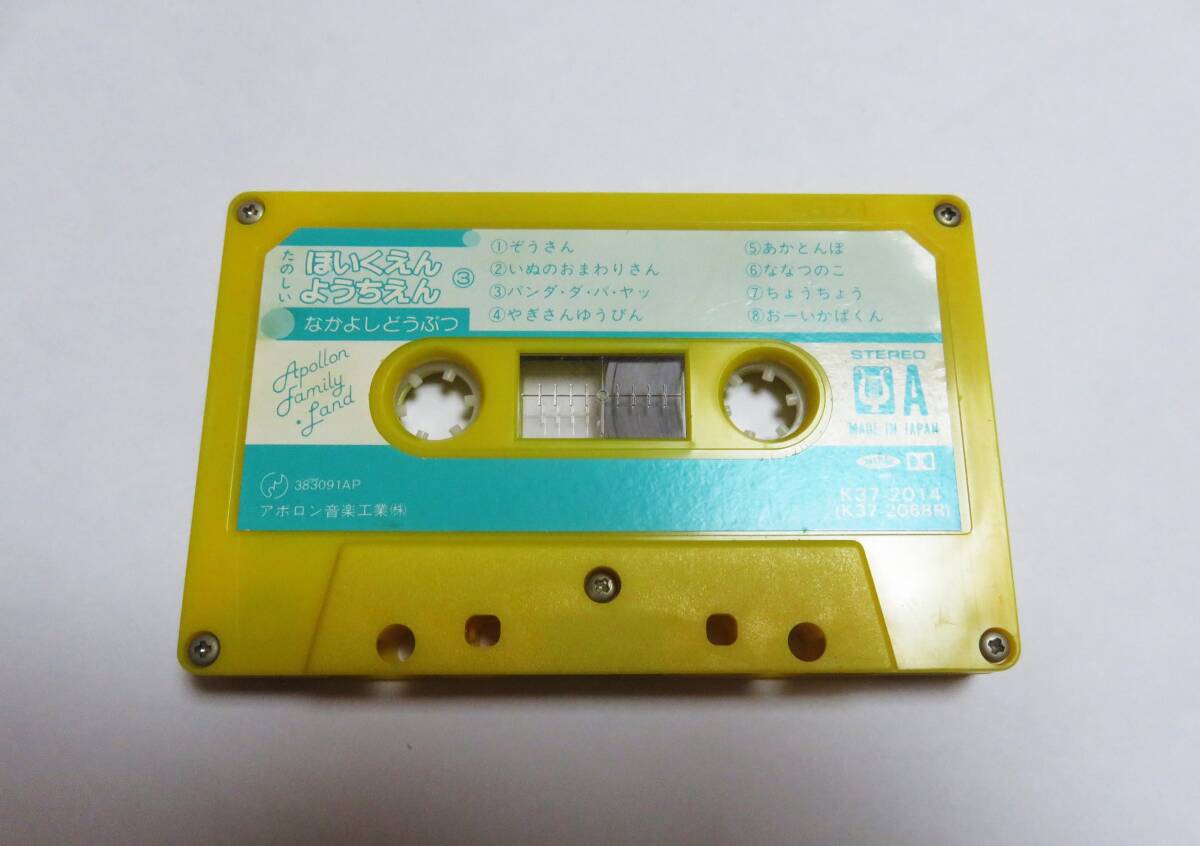 たのしい
ほいくえん
ようちえん
③
なかよしどうぶつ
①ぞうさん
②いぬのおまわりさん
③パンダ・ダ・パ・ヤッ
④やぎさんゆうびん
⑤あかとんぼ
⑥ななつのこ
⑦ちょうちょう
⑧おーいかばくん
Apollon
Family
Land
STEREO
A
MADE IN JAPAN
383091AP
アポロン音楽工業㈱
K37-2014
(K37-2068R)